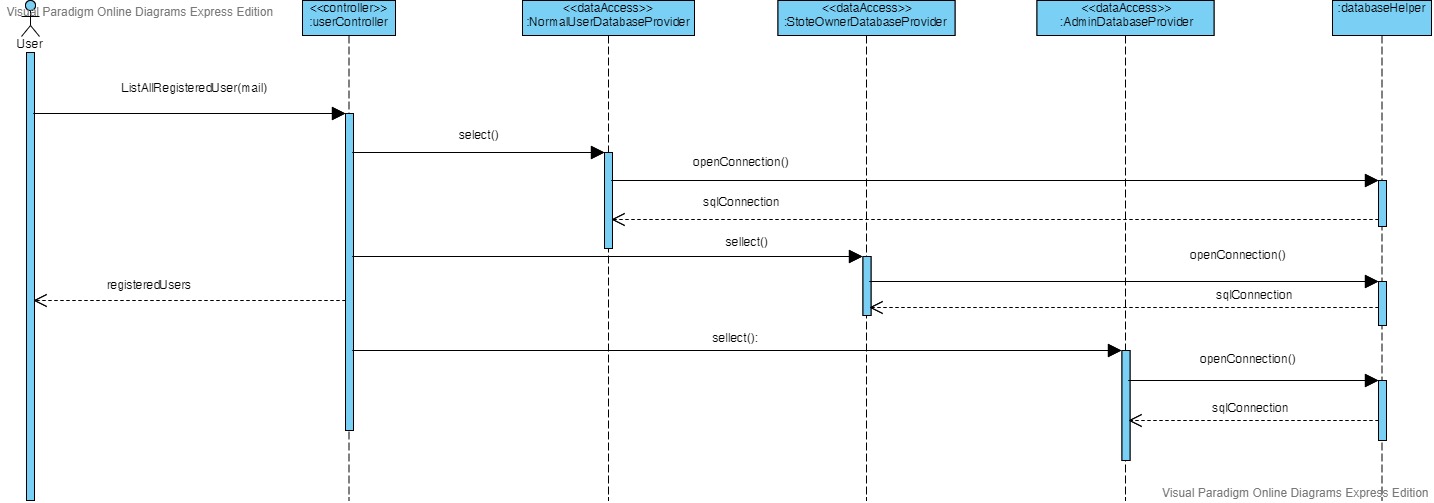 Visual Paradigm Online Diagrams Express Edition
User
<<controller>>
:userController
<<dataAccess>>
:NormalUserDatabaseProvider
<<dataAccess>>
:StoteOwnerDatabaseProvider
<<dataAccess>>
:AdminDatabaseProvider
:databaseHelper
ListAllRegisteredUser(mail)
select()
openConnection()
sqlConnection
sellect()
openConnection()
registeredUsers
sqlConnection
sellect():
openConnection()
sqlConnection
Visual Paradigm Online Diagrams Express Edition